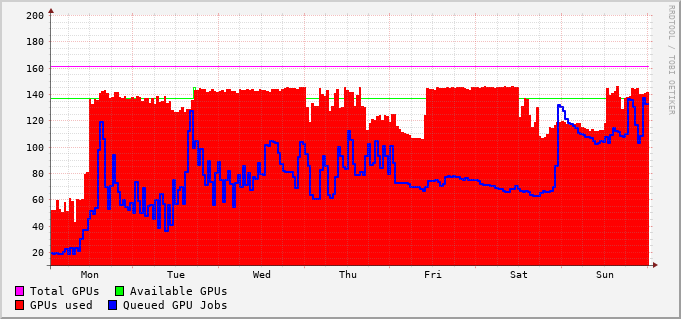 200
180
160
140
120
100
80
60
40
20
Mon Tue Wed Thu Fri Sat Sun
Total GPUs Available GPUs
GPUs used Queued GPU Jobs
RRDTOOL / TOBI OETIKER